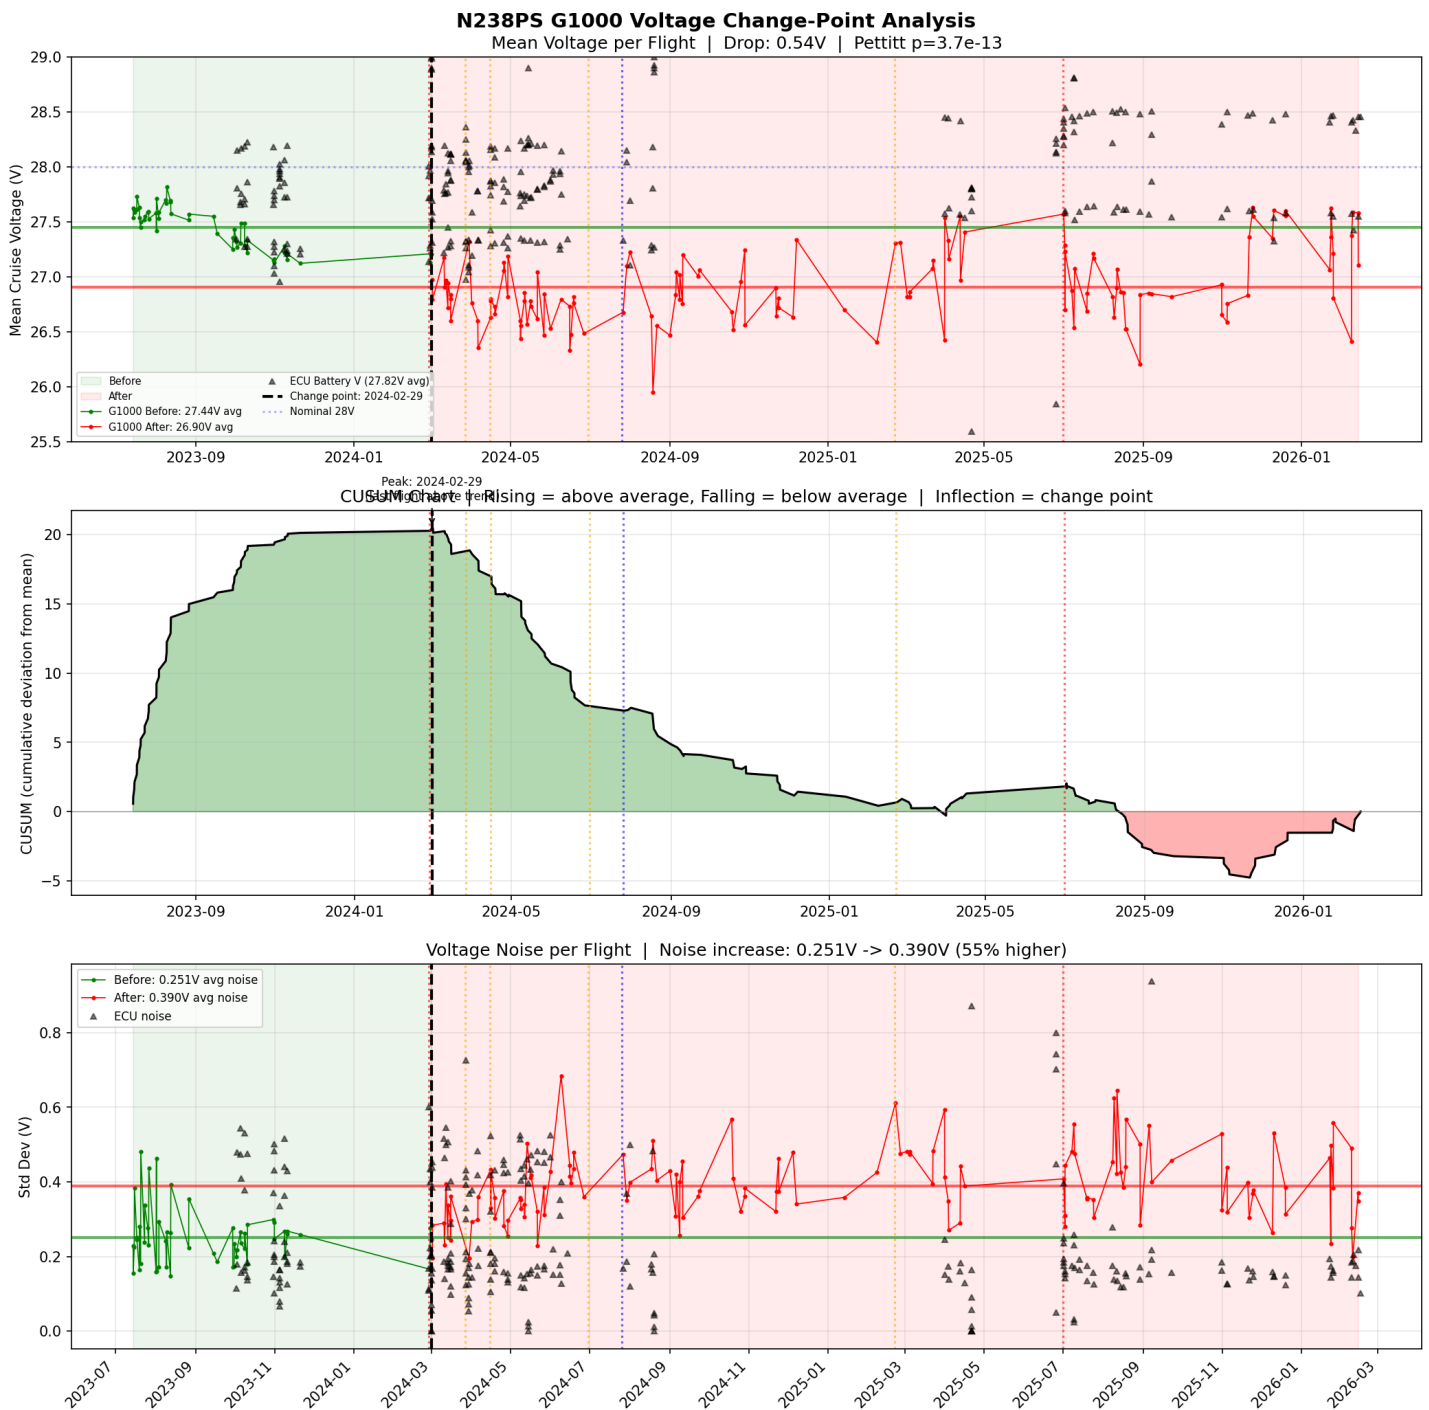 N238PS G1000 Voltage Change-Point Analysis
Mean Voltage per Flight | Drop: 0.54V | Pettitt p=3.7e-13
29.0
28.5
28.0
27.5
27.0
26.5
26.0
25.5
Mean Cruise Voltage (V)
Before
After
G1000 Before: 27.44V avg
G1000 After: 26.90V avg
ECU Battery V (27.82V avg)
Change point: 2024-02-29
Nominal 28V
2023-09 2024-01 2024-05 2024-09 2025-01 2025-05 2025-09 2026-01
Peak: 2024-02-29
CUSUM Chart | Rising = above average, Falling = below average | Inflection = change point
20
15
10
5
0
−5
CUSUM (cumulative deviation from mean)
2023-09 2024-01 2024-05 2024-09 2025-01 2025-05 2025-09 2026-01
Voltage Noise per Flight | Noise increase: 0.251V -> 0.390V (55% higher)
Before: 0.251V avg noise
After: 0.390V avg noise
ECU noise
0.8
0.6
0.4
0.2
0.0
Std Dev (V)
2023-07 2023-09 2023-11 2024-01 2024-03 2024-05 2024-07 2024-09 2024-11 2025-01 2025-03 2025-05 2025-07 2025-09 2025-11 2026-01 2026-03